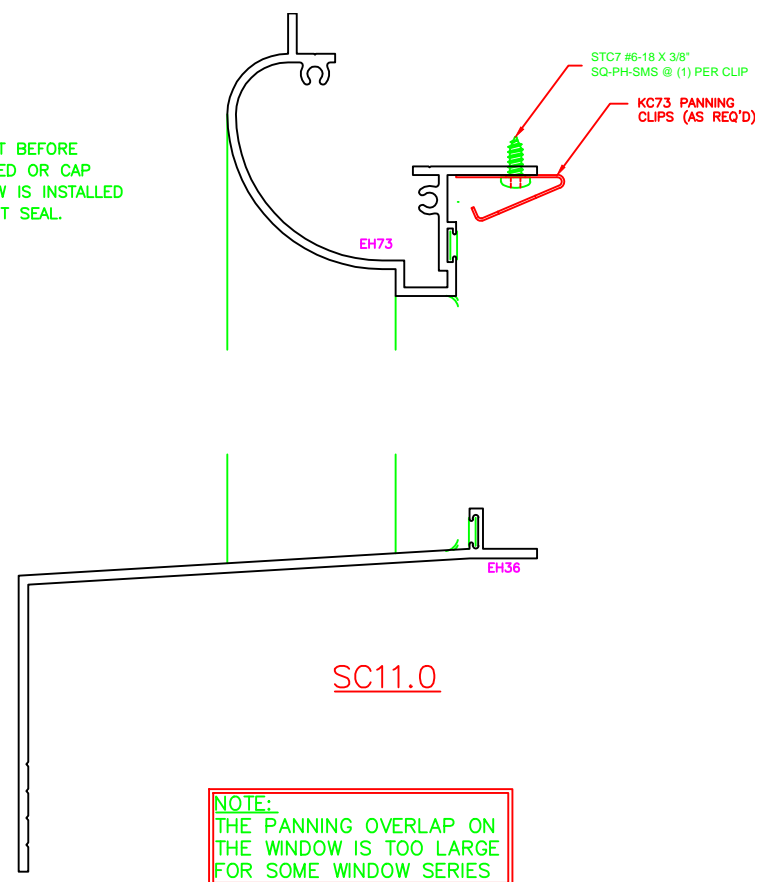 STC7 #6-18 X 3/8"
SQ-PH-SMS @ (1) PER CLIP
KC73 PANNING
CLIPS (AS REQ'D)
BEFORE
OR CAP
IS INSTALLED
SEAL.
EH73
EH36
SC11.0
NOTE:
THE PANNING OVERLAP ON
THE WINDOW IS TOO LARGE
FOR SOME WINDOW SERIES